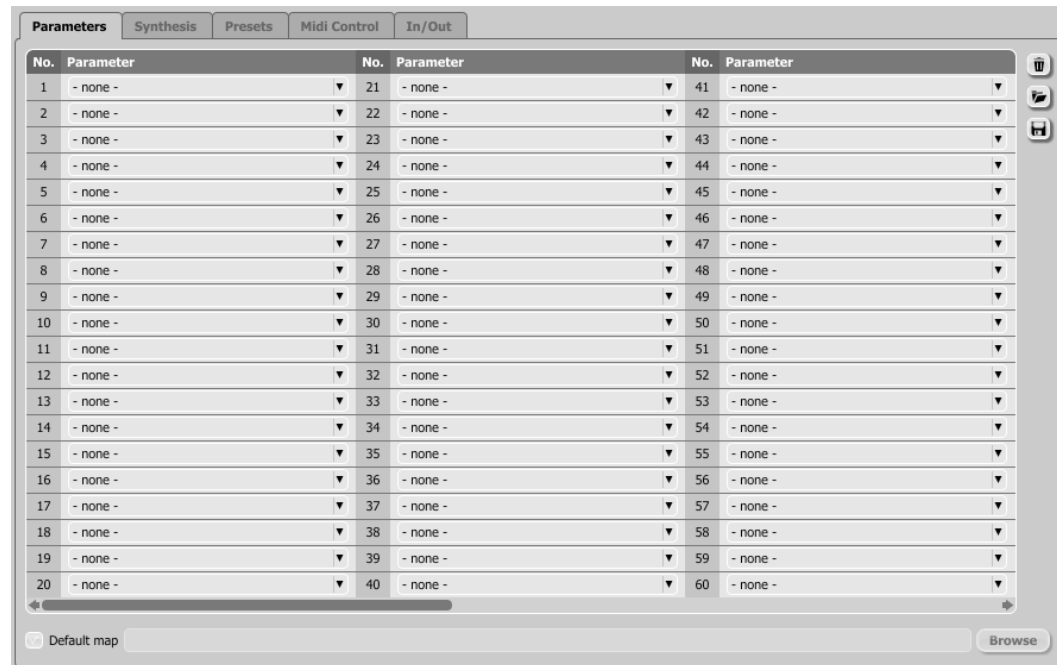 Parameters Synthesis Presets Midi Control In/Out
No. Parameter No. Parameter No. Parameter
1 - none - 21 - none - 41 - none -
2 - none - 22 - none - 42 - none -
3 - none - 23 - none - 43 - none -
4 - none - 24 - none - 44 - none -
5 - none - 25 - none - 45 - none -
6 - none - 26 - none - 46 - none -
7 - none - 27 - none - 47 - none -
8 - none - 28 - none - 48 - none -
9 - none - 29 - none - 49 - none -
10 - none - 30 - none - 50 - none -
11 - none - 31 - none - 51 - none -
12 - none - 32 - none - 52 - none -
13 - none - 33 - none - 53 - none -
14 - none - 34 - none - 54 - none -
15 - none - 35 - none - 55 - none -
16 - none - 36 - none - 56 - none -
17 - none - 37 - none - 57 - none -
18 - none - 38 - none - 58 - none -
19 - none - 39 - none - 59 - none -
20 - none - 40 - none - 60 - none -
Default map Browse